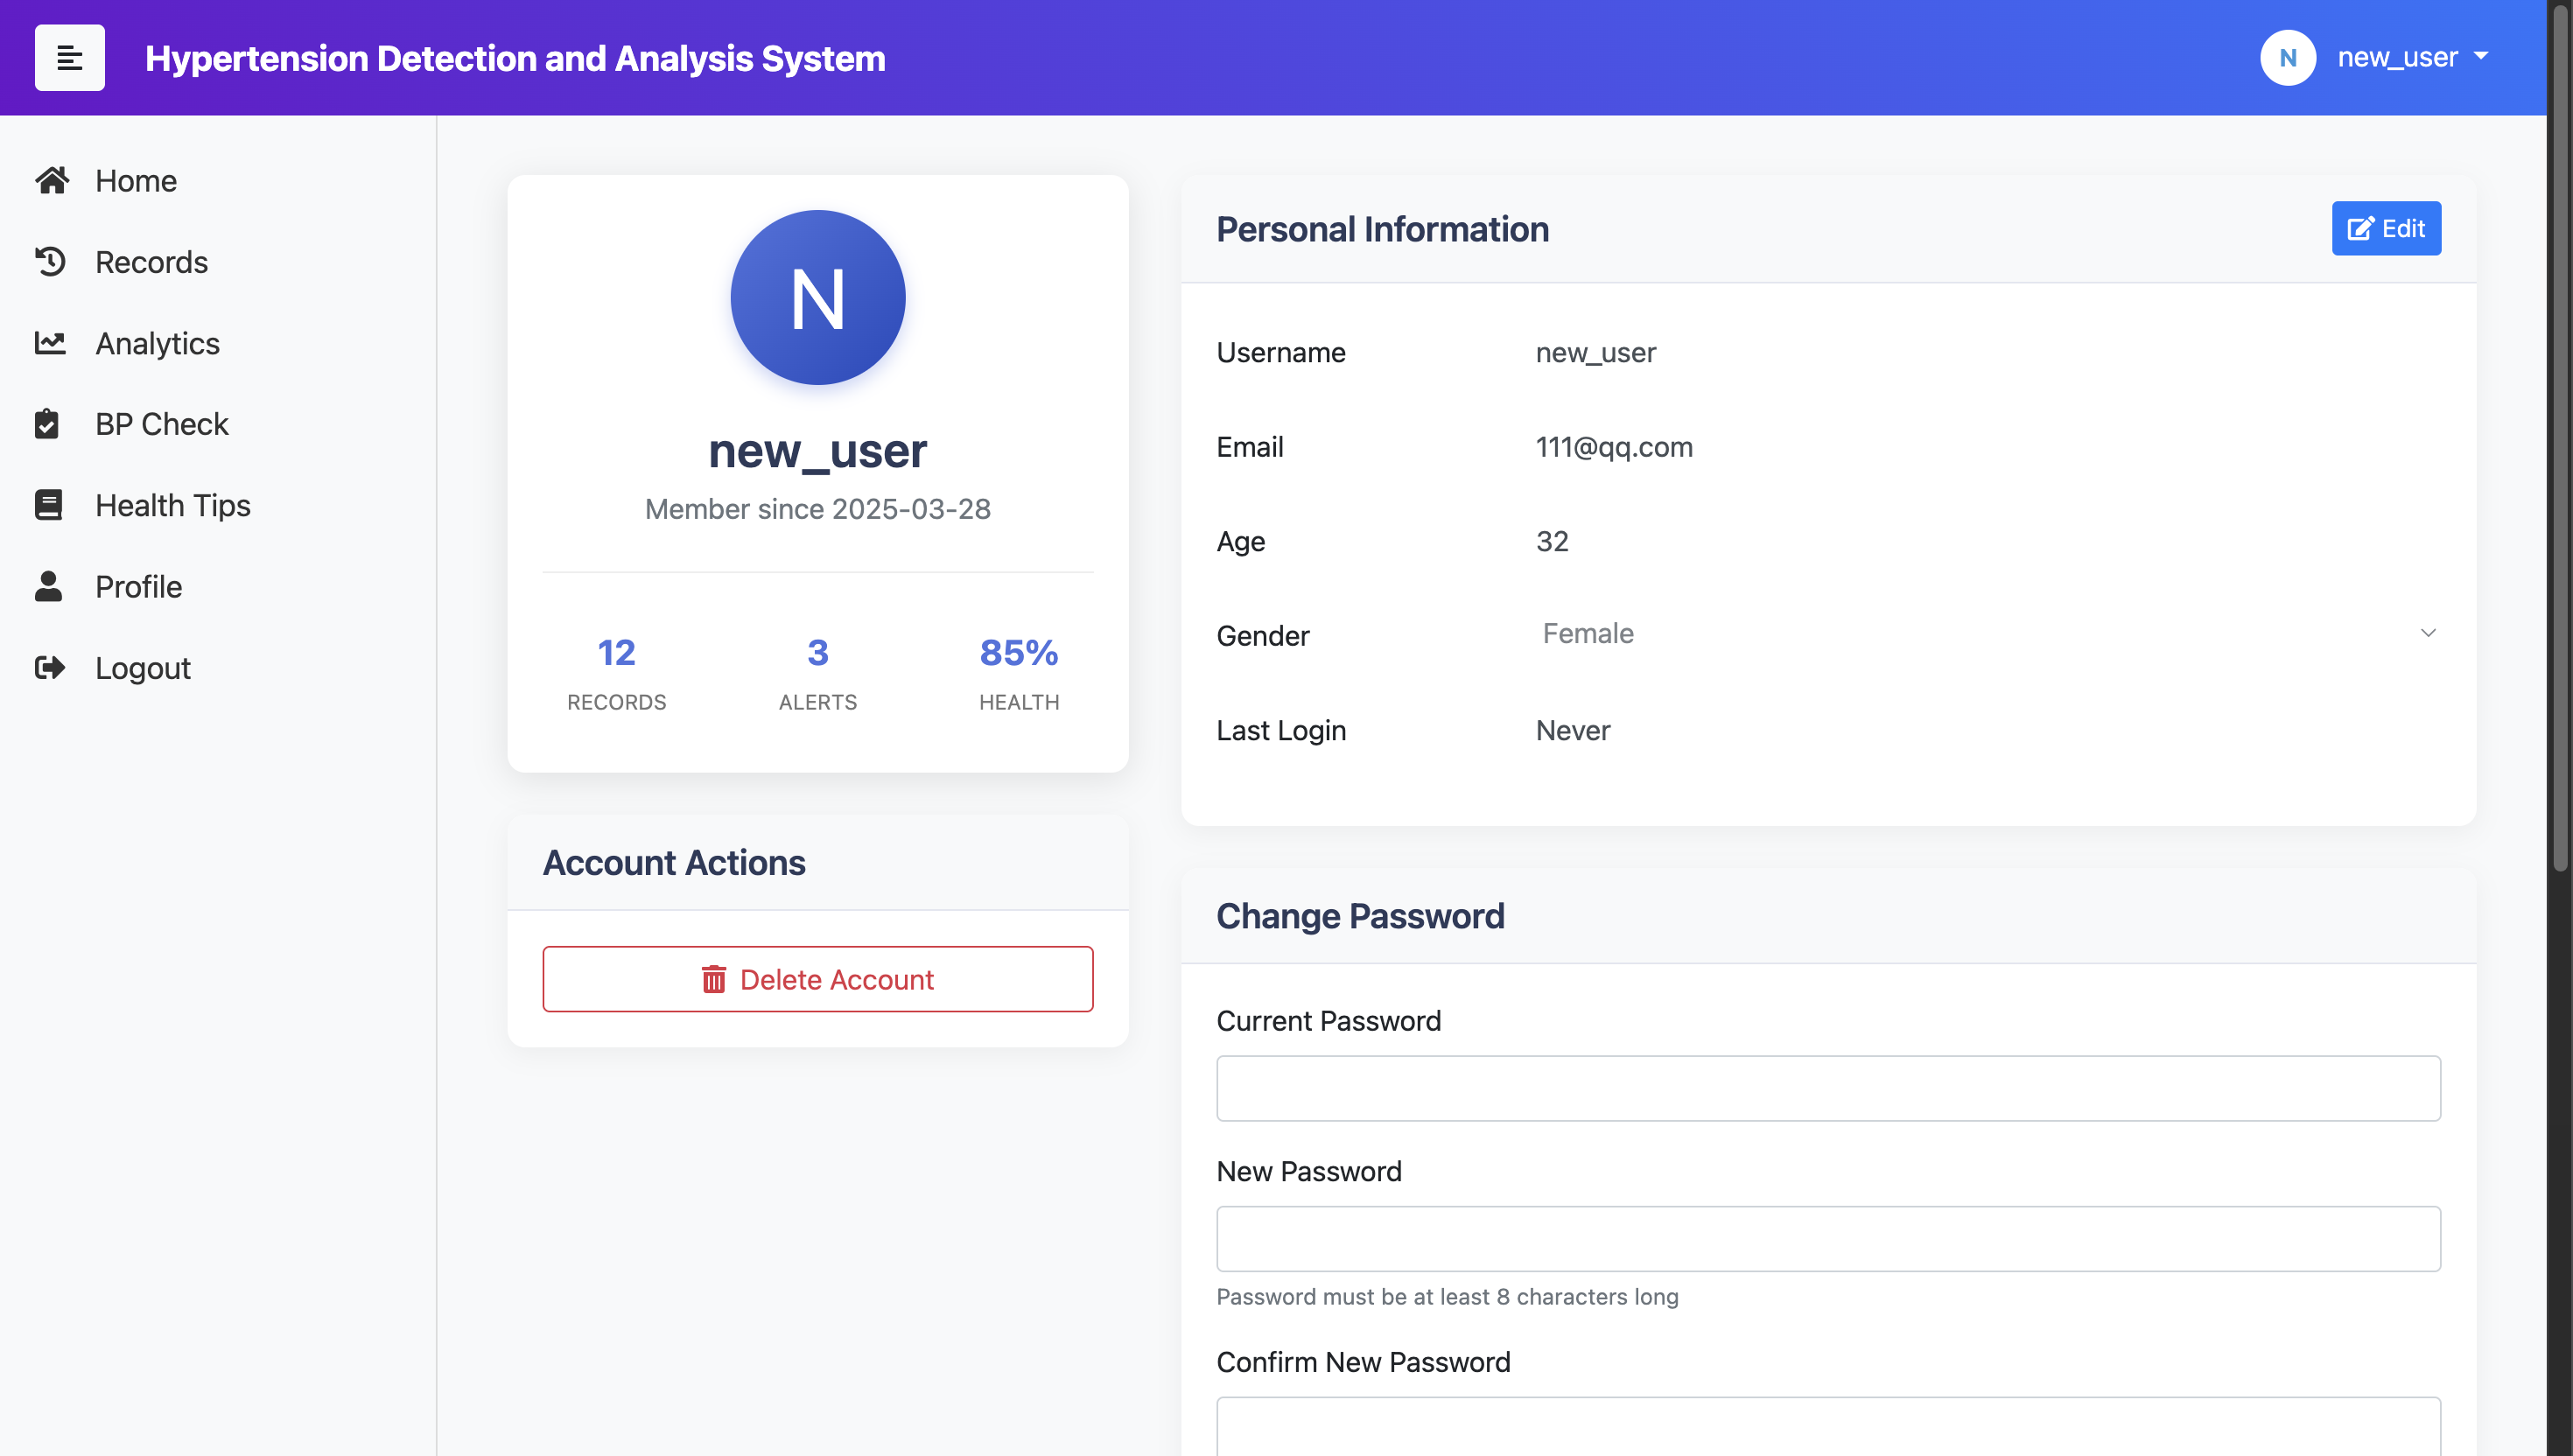 Hypertension Detection and Analysis System
N
new_user
Home
Records
Analytics
BP Check
Health Tips
Profile
Logout
N
new_user
Member since 2025-03-28
12
RECORDS
3
ALERTS
85%
HEALTH
Account Actions
Delete Account
Personal Information
Edit
Username
new_user
Email
111@qq.com
Age
32
Gender
Female
Last Login
Never
Change Password
Current Password
New Password
Password must be at least 8 characters long
Confirm New Password